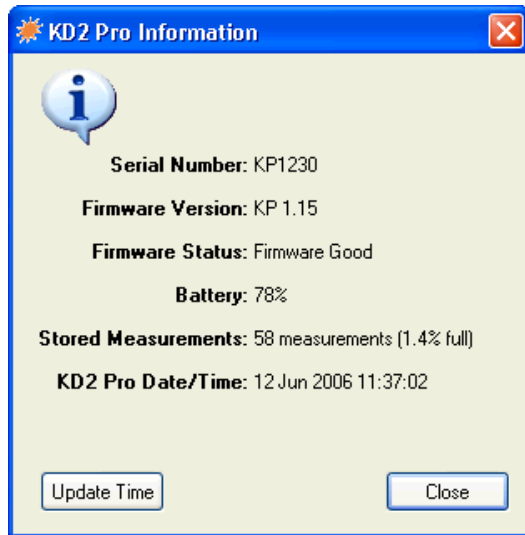 KD2 Pro Information
Serial Number: KP1230
Firmware Version: KP 1.15
Firmware Status: Firmware Good
Battery: 78%
Stored Measurements: 58 measurements (1.4% full)
KD2 Pro Date/Time: 12 Jun 2006 11:37:02
Update Time Close